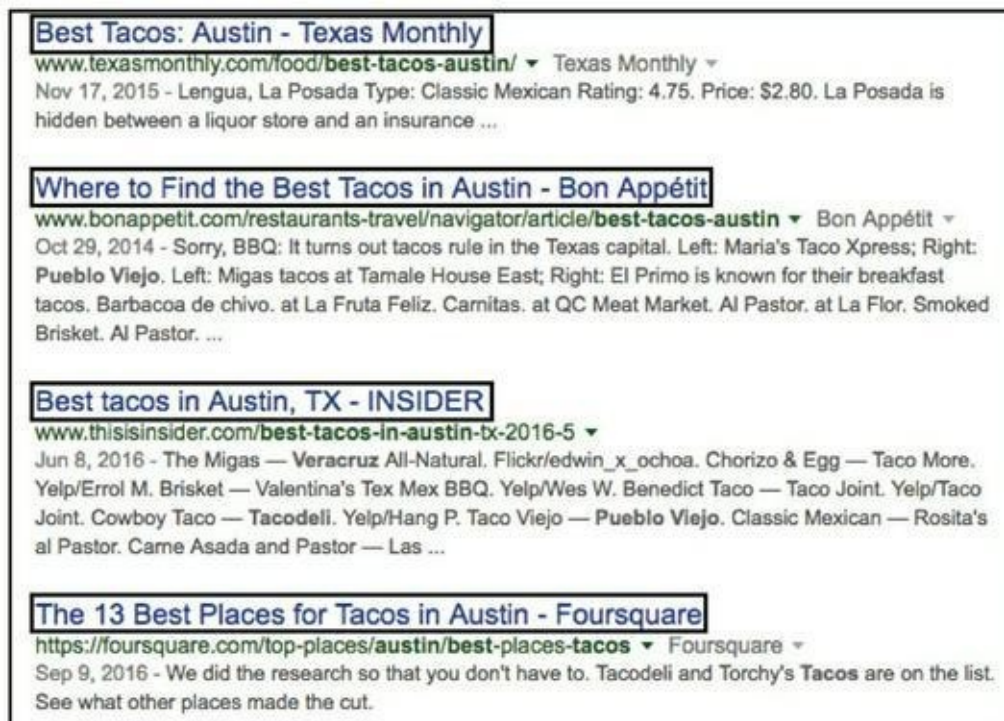 Best Tacos: Austin - Texas Monthly
www.texasmonthly.com/food/best-tacos-austin/ Texas Monthly
Nov 17, 2015 - Lengua, La Posada Type: Classic Mexican Rating: 4.75. Price: $2.80. La Posada is
hidden between a liquor store and an insurance ...
Where to Find the Best Tacos in Austin - Bon Appétit
www.bonappetit.com/restaurants-travel/navigator/article/best-tacos-austin Bon Appétit
Oct 29, 2014 - Sorry, BBQ: It turns out tacos rule in the Texas capital. Left: Maria's Taco Xpress; Right:
Pueblo Viejo. Left: Migas tacos at Tamale House East; Right: El Primo is known for their breakfast
tacos. Barbacoa de chivo. at La Fruta Feliz. Carnitas. at QC Meat Market. Al Pastor. at La Flor. Smoked
Brisket. Al Pastor. ...
Best tacos in Austin, TX - INSIDER
www.thisisinsider.com/best-tacos-in-austin-tx-2016-5
Jun 8, 2016 - The Migas — Veracruz All-Natural. Flickr/edwin_x_ochoa. Chorizo & Egg — Taco More.
Yelp/Errol M. Brisket — Valentina's Tex Mex BBQ. Yelp/Wes W. Benedict Taco — Taco Joint. Yelp/Taco
Joint. Cowboy Taco — Tacodeli. Yelp/Hang P. Taco Viejo — Pueblo Viejo. Classic Mexican — Rosita's
al Pastor. Carne Asada and Pastor — Las ...
The 13 Best Places for Tacos in Austin - Foursquare
https://foursquare.com/top-places/austin/best-places-tacos Foursquare
Sep 9, 2016 - We did the research so that you don't have to. Tacodeli and Torchy's Tacos are on the list.
See what other places made the cut.